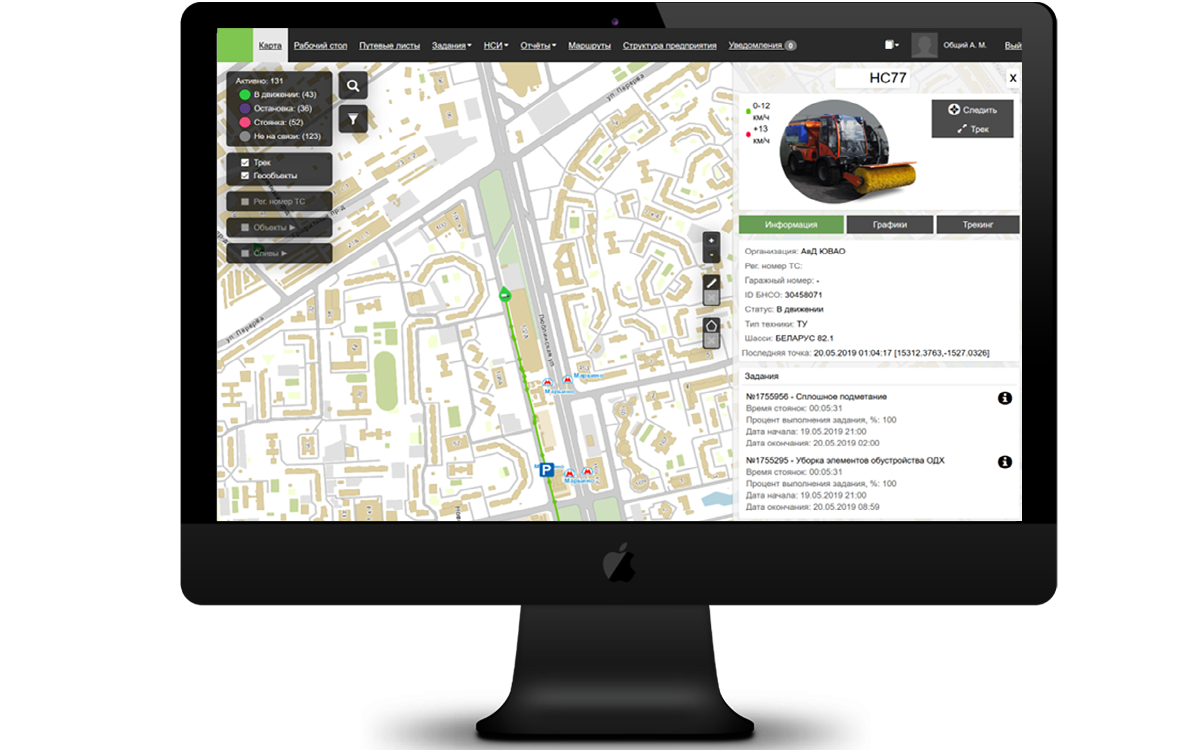 Карта Рабочий стол Путевые листы Задания НСИ Отчёты Маршруты Структура предприятия Уведомления 0 Общий А. М. Вый
Активно: 131
В движении: (43)
Остановка: (36)
Стоянка: (52)
Не на связи: (123)
Трек
Геообъекты
Рег. номер ТС
Объекты ▶
Сливы ▶
ул. Перерва
ул. Перерва
Люблинская ул.
Марьино
Марьино
Марьино
P
+
-
НС77
X
0-12
км/ч
+13
км/ч
Следить
Трек
Информация Графики Трекинг
Организация: АвД ЮВАО
Рег. номер ТС:
Гаражный номер: -
ID БНСО: 30458071
Статус: В движении
Тип техники: ТУ
Шасси: БЕЛАРУС 82.1
Последняя точка: 20.05.2019 01:04:17 [15312.3763,-1527.0326]
Задания
№1755956 - Сплошное подметание
Время стоянок: 00:05:31
Процент выполнения задания, %: 100
Дата начала: 19.05.2019 21:00
Дата окончания: 20.05.2019 02:00
№1755295 - Уборка элементов обустройства ОДХ
Время стоянок: 00:05:31
Процент выполнения задания, %: 100
Дата начала: 19.05.2019 21:00
Дата окончания: 20.05.2019 08:59